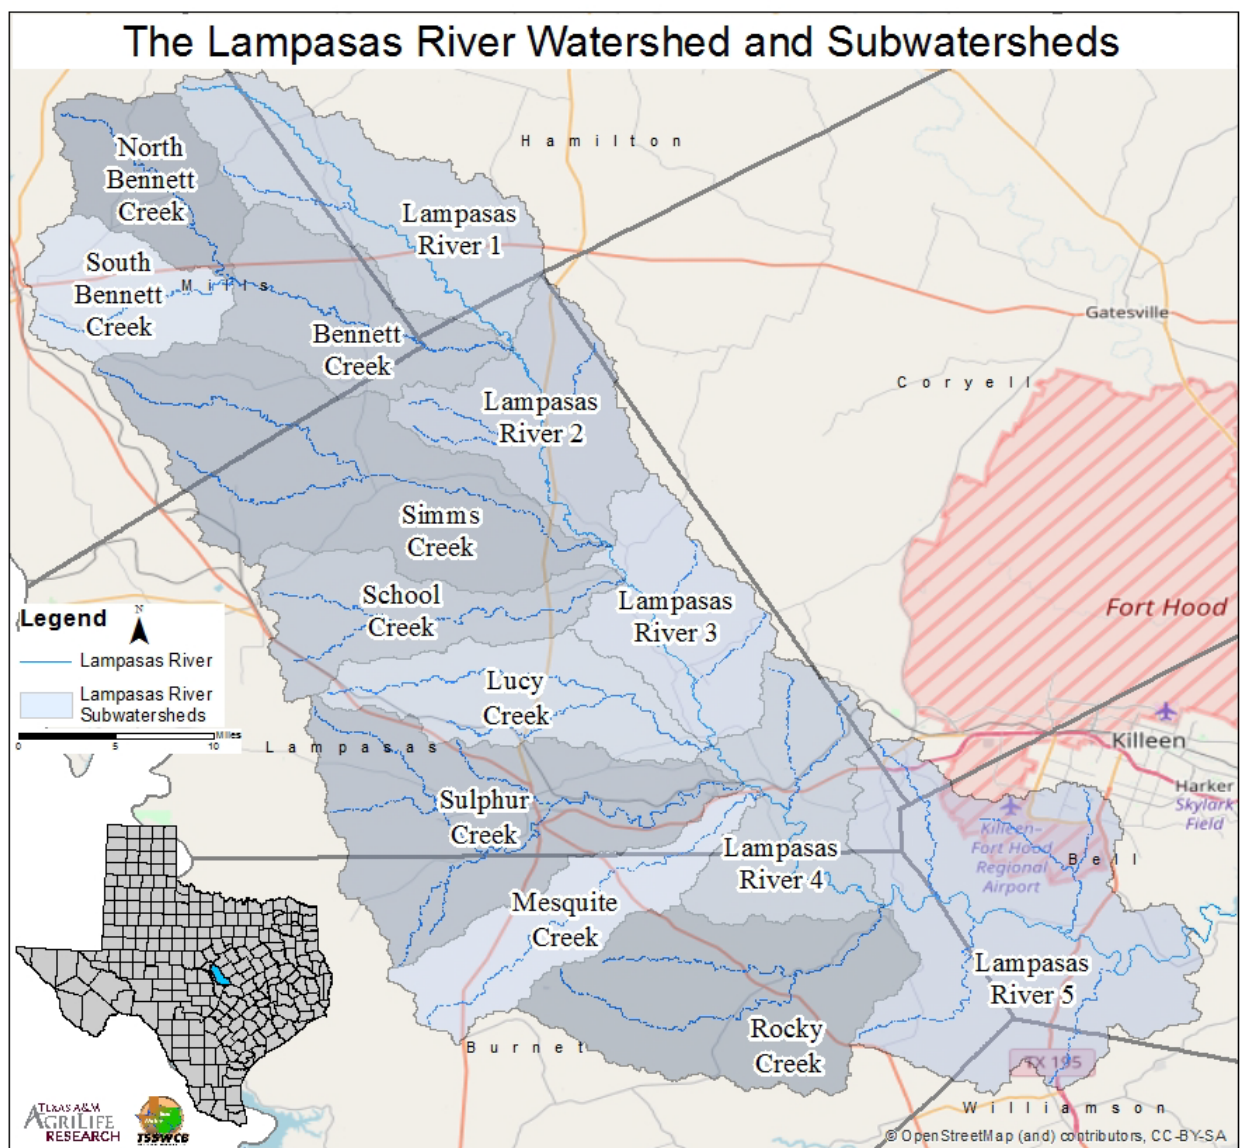 The Lampasas River Watershed and Subwatersheds
Hamilton
North
Bennett
Creek
Lampasas
River 1
South
Bennett
Creek
Mills
Bennett
Creek
Gatesville
Coryell
Lampasas
River 2
Simms
Creek
School
Creek
Lampasas
River 3
Fort Hood
Legend
N
Lampasas River
Lampasas River
Subwatersheds
0 5 10 Miles
Lucy
Creek
Lampasas
Killeen
Harker
Skylark
Field
Sulphur
Creek
Killeen-
Fort Hood
Regional
Airport
Bell
Lampasas
River 4
Mesquite
Creek
Lampasas
River 5
Rocky
Creek
Burnet
TX 195
Williamson
TEXAS A&M
AGRILIFE
RESEARCH
TSSWCB
© OpenStreetMap (and) contributors, CC-BY-SA